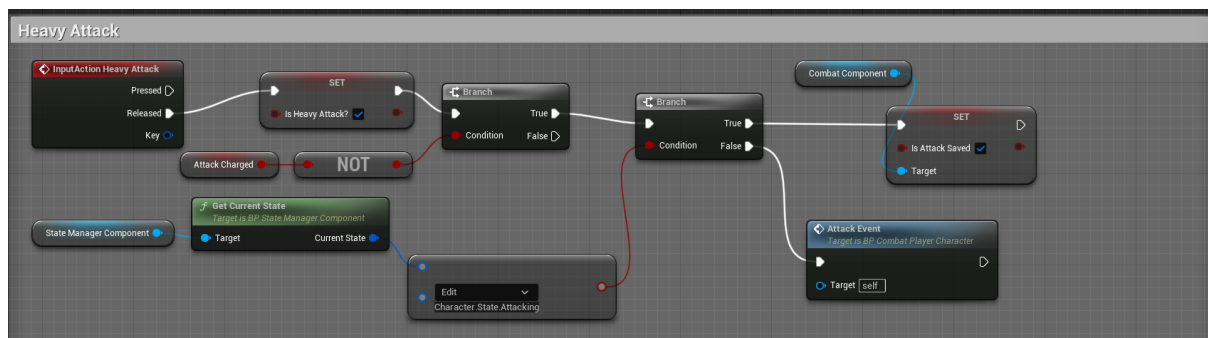 Heavy Attack
InputAction Heavy Attack
Pressed
Released
Key
SET
Is Heavy Attack?
Branch
True
Condition
False
Attack Charged
NOT
Branch
True
Condition
False
Combat Component
SET
Is Attack Saved
Target
State Manager Component
Get Current State
Target is BP State Manager Component
Target
Current State
Edit
Character State.Attacking
Attack Event
Target is BP Combat Player Character
Target self